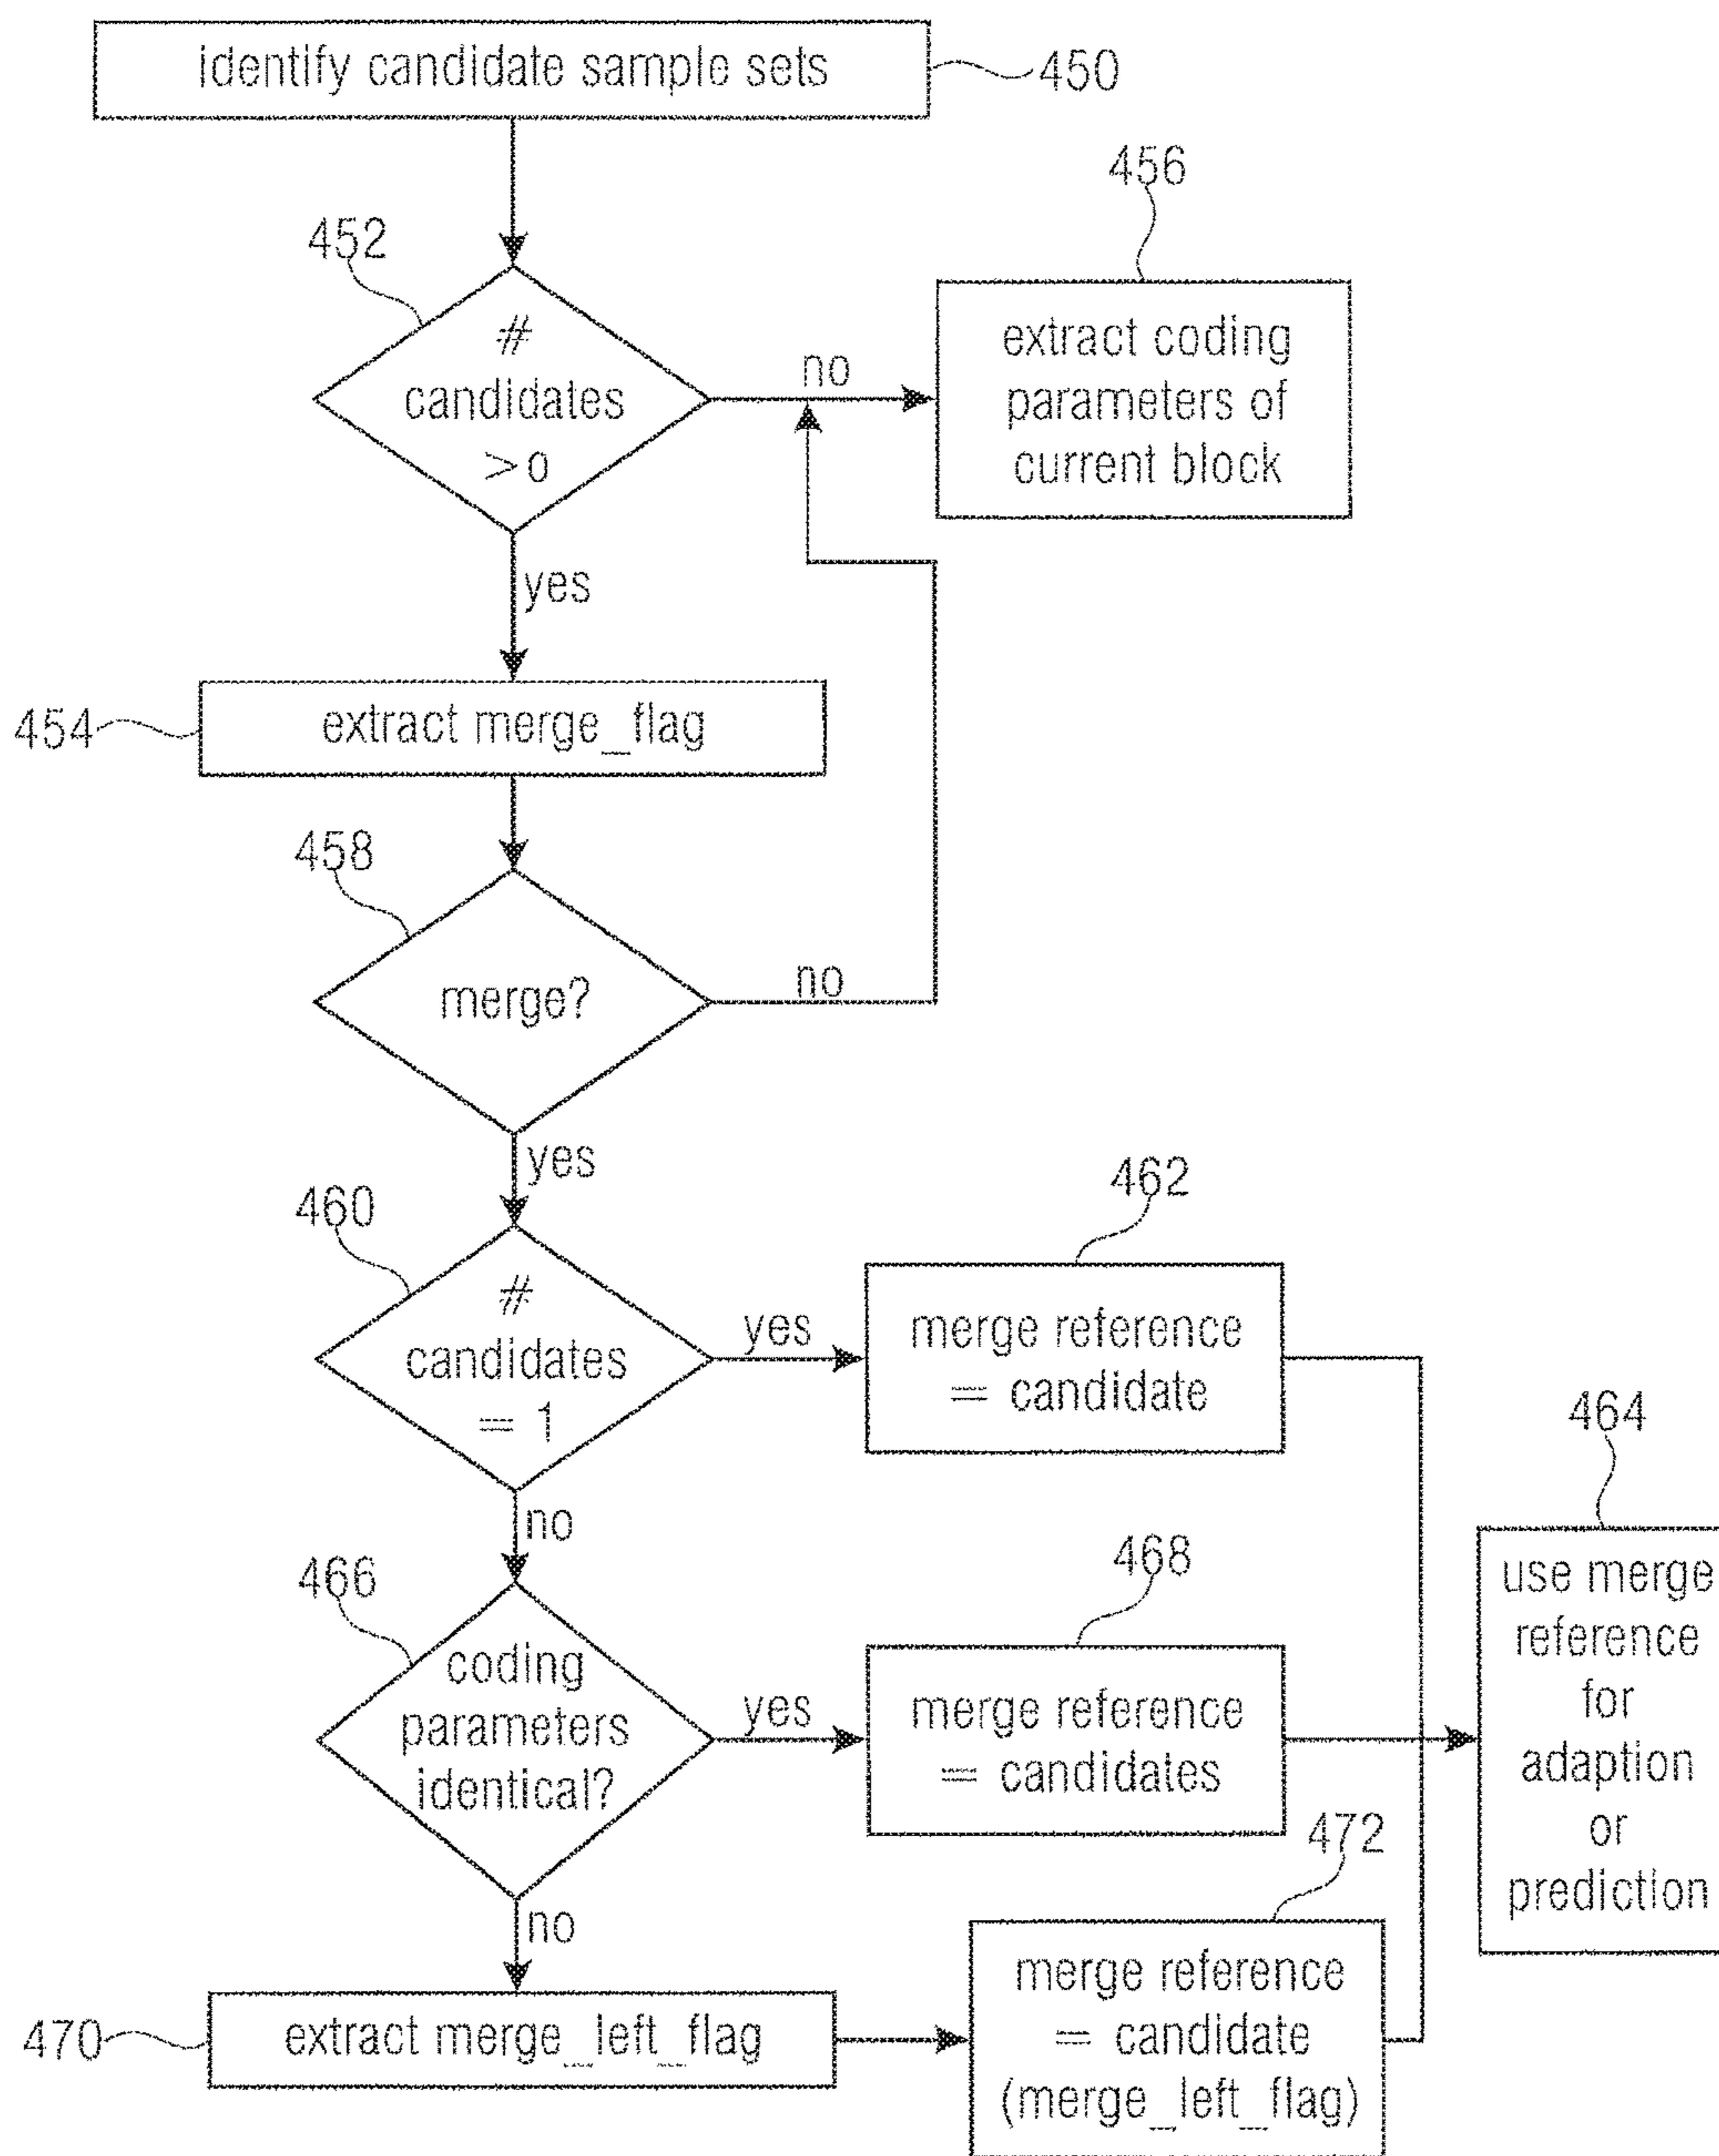 identify candidate sample sets
450
456
452
#
candidates
>o
no
extract coding
parameters of
current block
yes
454
extract merge_flag
458
merge?
no
yes
460
#
candidates
= 1
yes
462
merge reference
= candidate
464
use merge
reference
for
adaption
or
prediction
no
466
coding
parameters
identical?
yes
468
merge reference
= candidates
no
470
extract merge_left_flag
472
merge reference
= candidate
(merge_left_flag)